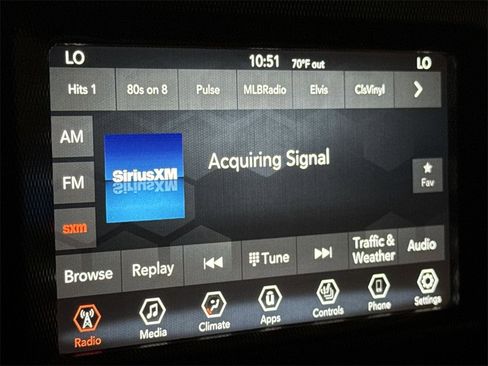 LO 10:51 70°F out LO
Hits 1 80s on 8 Pulse MLBRadio Elvis ClsVinyl
AM
SiriusXM
Acquiring Signal
FM
Fav
sxm
Browse Replay Tune Traffic &
Weather Audio
Radio Media Climate Apps Controls Phone Settings